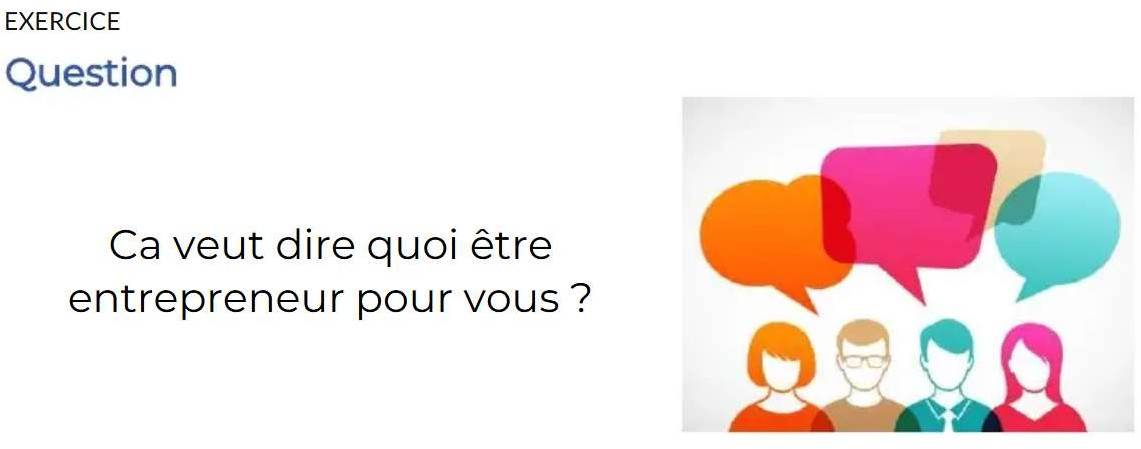 EXERCICE
Question
Ca veut dire quoi être
entrepreneur pour vous ?